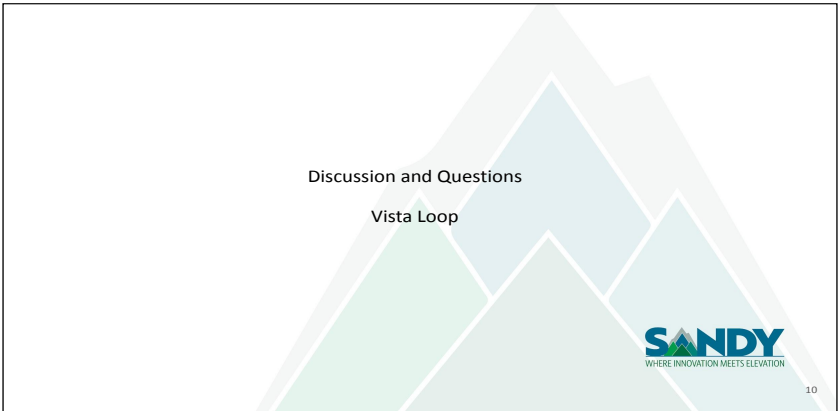 Discussion and Questions
Vista Loop
SANDY
WHERE INNOVATION MEETS ELEVATION
10